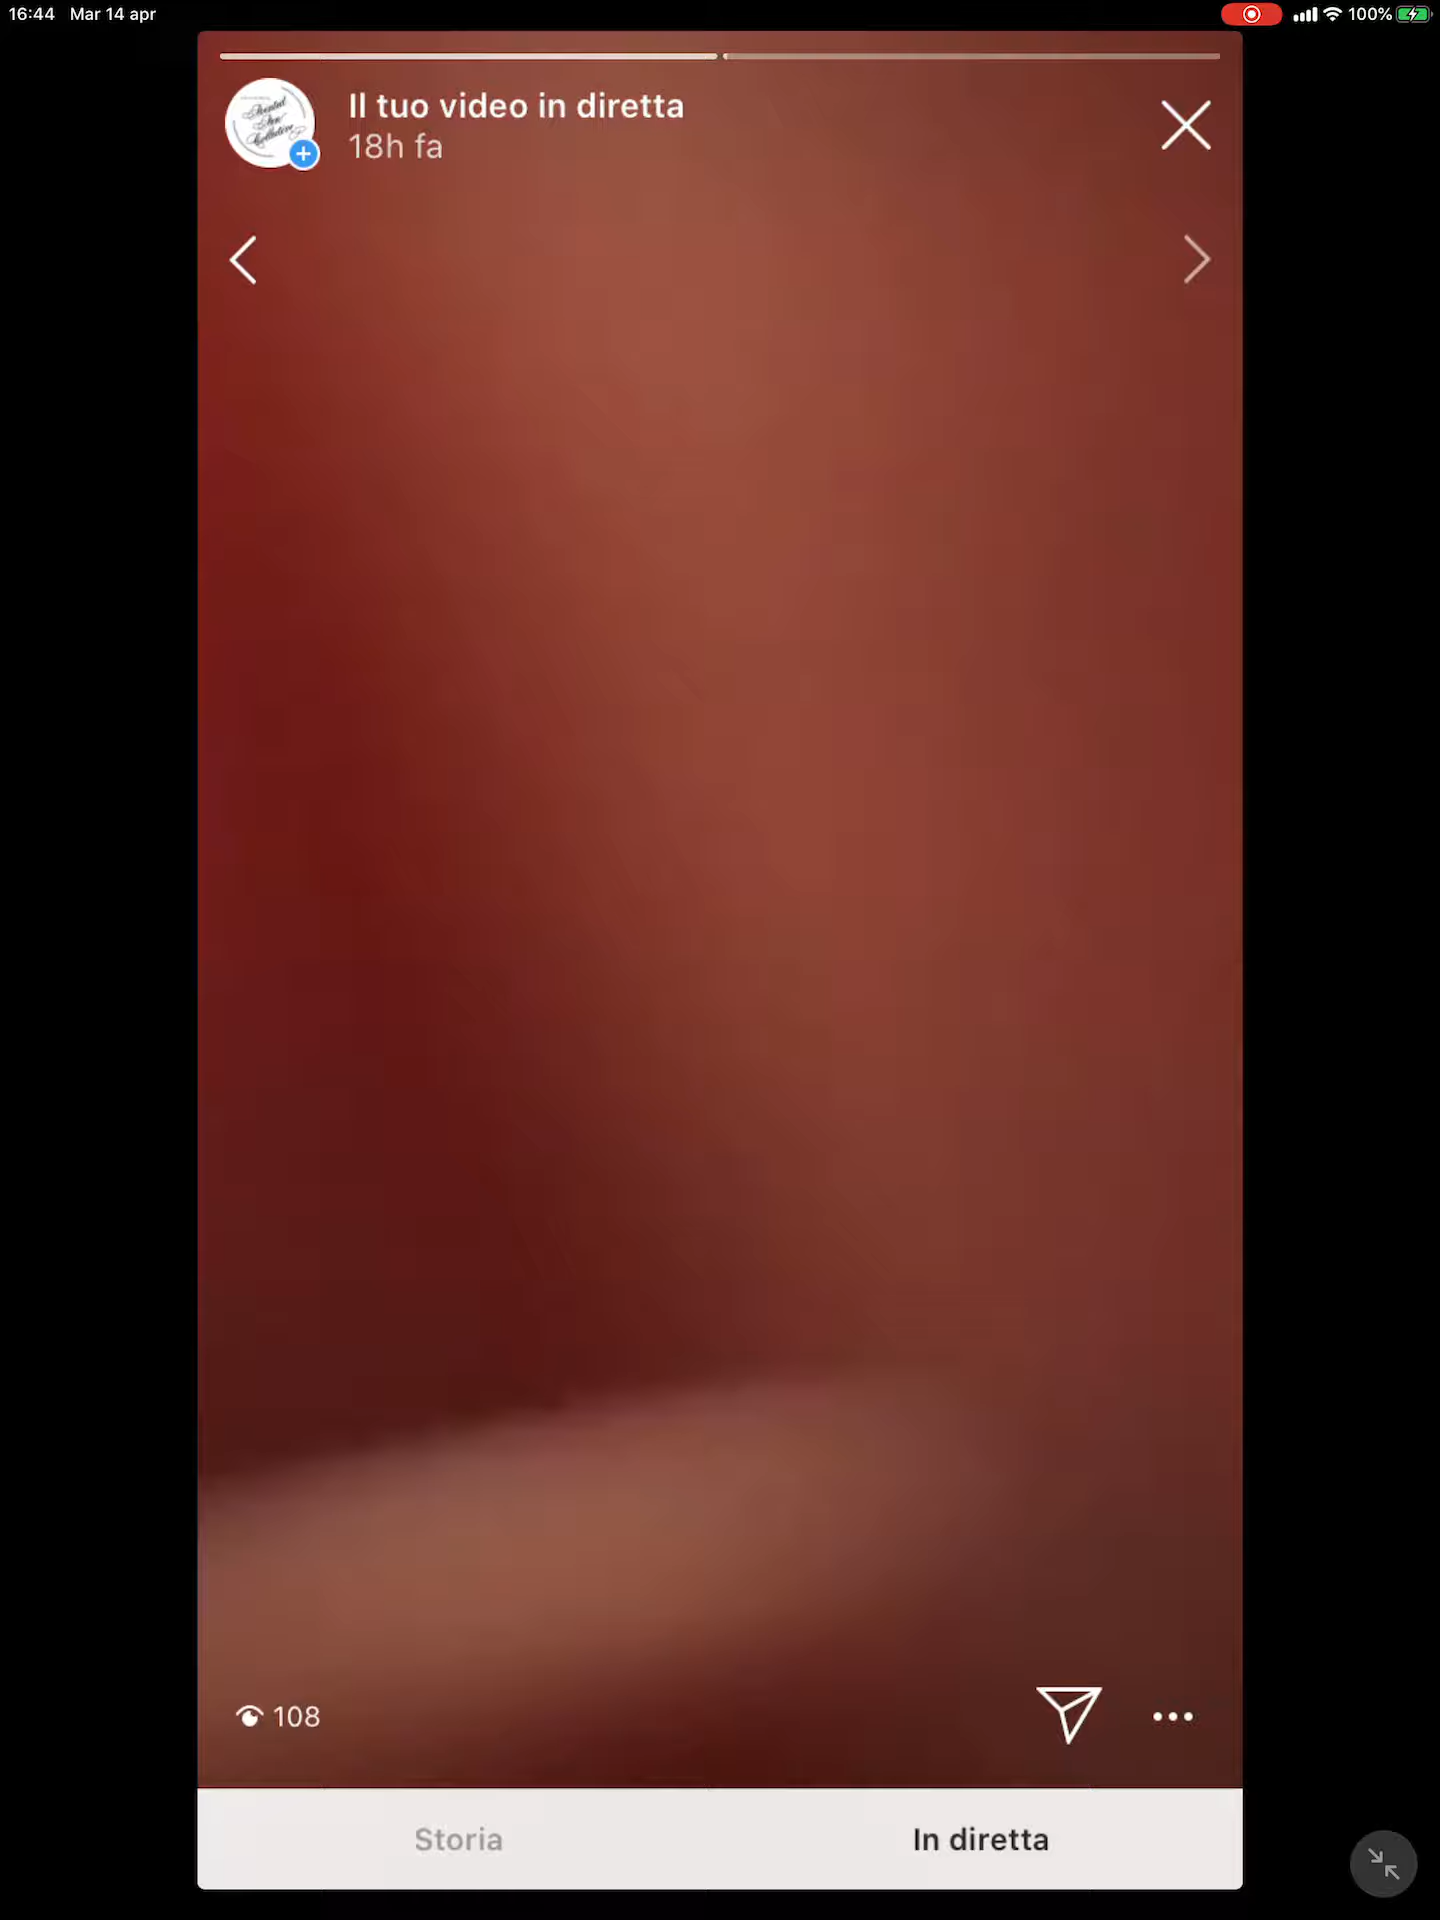 16:44 Mar 14 apr
100%
Il tuo video in diretta
18h fa
108
Storia
In diretta